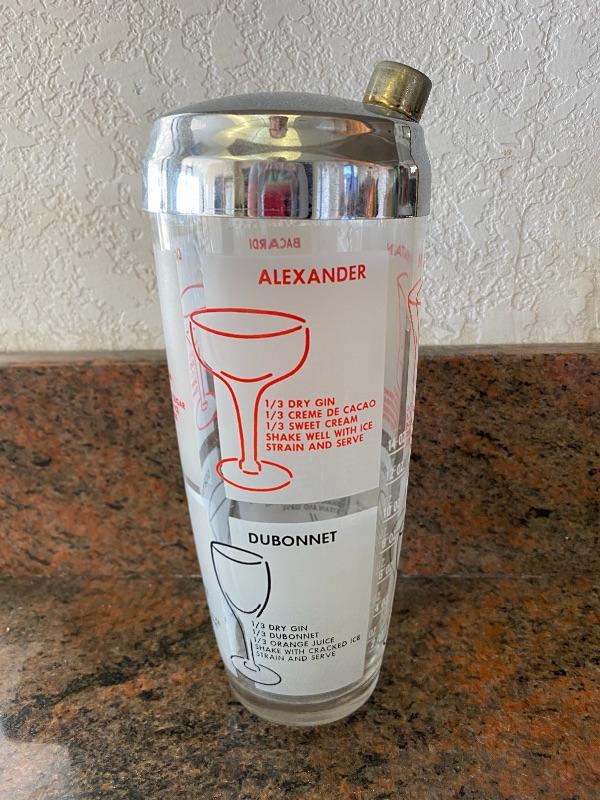 BACARDI
ALEXANDER
1/3 DRY GIN
1/3 CREME DE CACAO
1/3 SWEET CREAM
SHAKE WELL WITH ICE
STRAIN AND SERVE
DUBONNET
1/3 DRY GIN
1/3 DUBONNET
1/3 ORANGE JUICE
SHAKE WITH CRACKED ICE
STRAIN AND SERVE